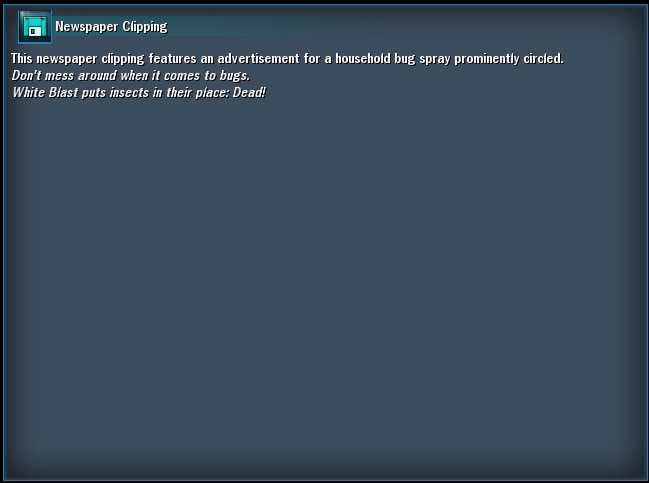 Newspaper Clipping
This newspaper clipping features an advertisement for a household bug spray prominently circled.
Don't mess around when it comes to bugs.
White Blast puts insects in their place: Dead!